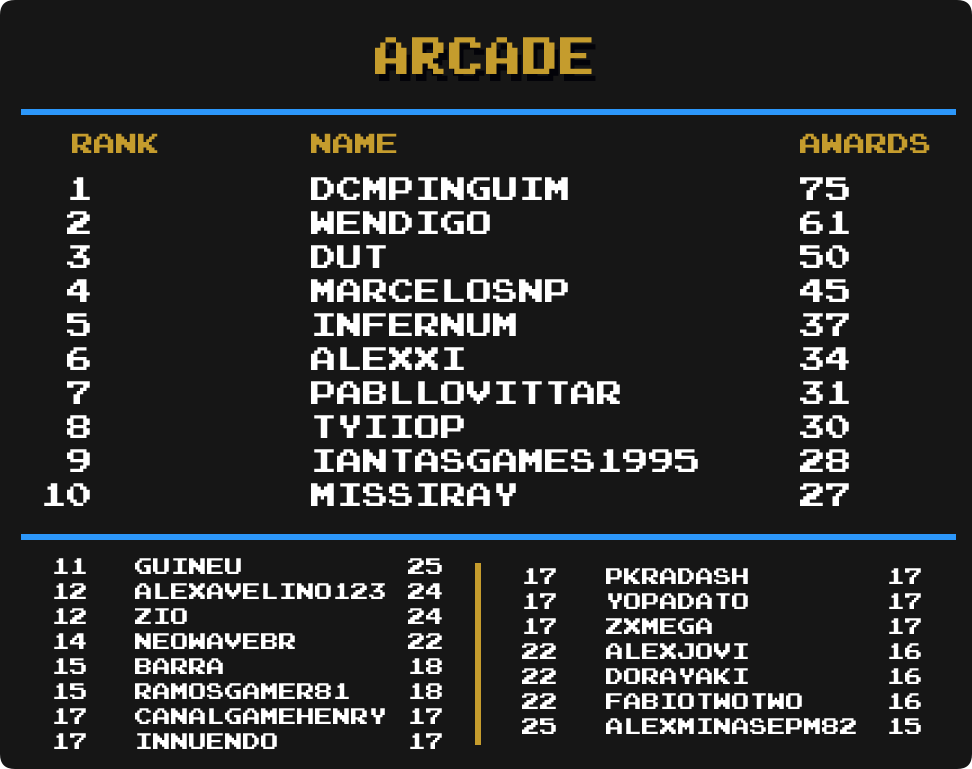 ARCADE
RANK NAME AWARDS
1 DCMPINGUIM 75
2 WENDIGO 61
3 DUT 50
4 MARCELOSNP 45
5 INFERNUM 37
6 ALEXXI 34
7 PABLLOVITTAR 31
8 TYIIOP 30
9 IANTASGAMES1995 28
10 MISSIRAY 27
11 GUINEU 25
12 ALEXAVELINO123 24
12 ZIO 24
14 NEOWAVEBR 22
15 BARRA 18
15 RAMOSGAMER81 18
17 CANALGAMEHENRY 17
17 INNUENDO 17
17 PKRADASH 17
17 YOPADATO 17
17 ZXMEGA 17
22 ALEXJOVI 16
22 DORAYAKI 16
22 FABIOTWOTWO 16
25 ALEXMINASEPM82 15